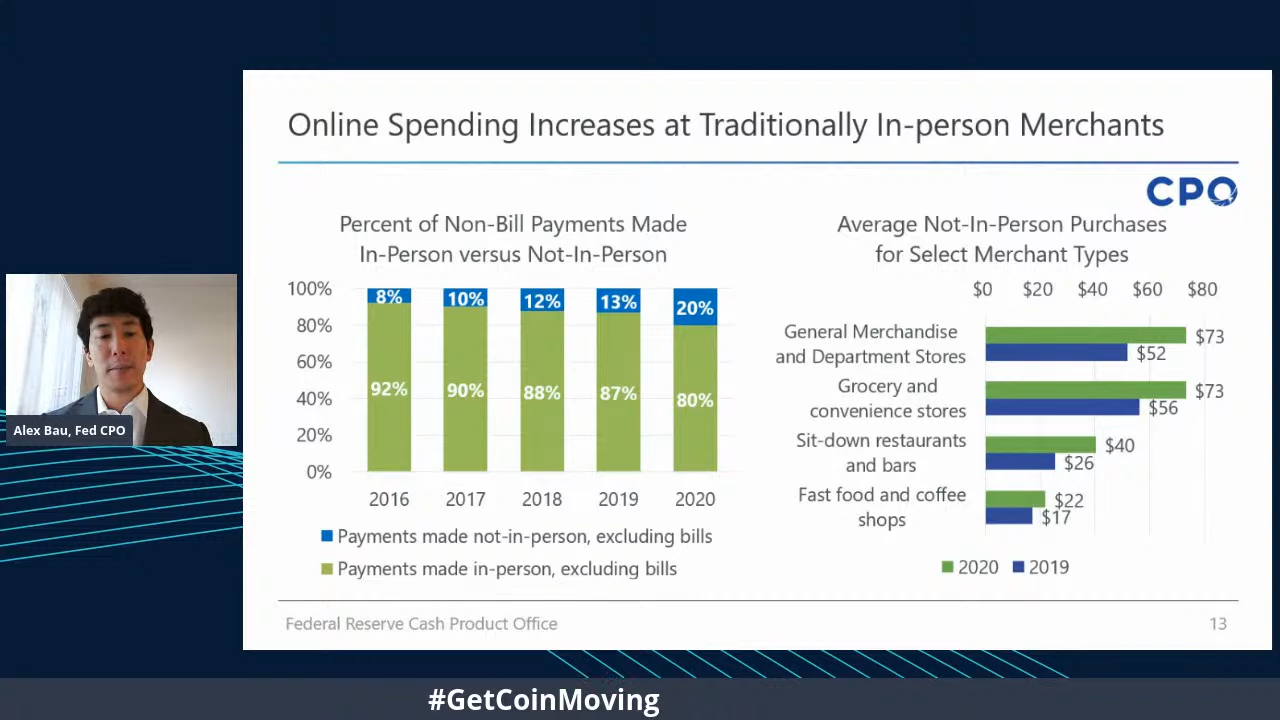 Online Spending Increases at Traditionally In-person Merchants
CPO
Percent of Non-Bill Payments Made
In-Person versus Not-In-Person
100%
80%
60%
40%
20%
0%
8%
10%
12%
13%
20%
92%
90%
88%
87%
80%
2016
2017
2018
2019
2020
Payments made not-in-person, excluding bills
Payments made in-person, excluding bills
Average Not-In-Person Purchases
for Select Merchant Types
$0 $20 $40 $60 $80
General Merchandise
and Department Stores
$73
$52
Grocery and
convenience stores
$73
$56
Sit-down restaurants
and bars
$40
$26
Fast food and coffee
shops
$22
$17
2020 2019
Federal Reserve Cash Product Office
13
Alex Bau, Fed CPO
#GetCoinMoving